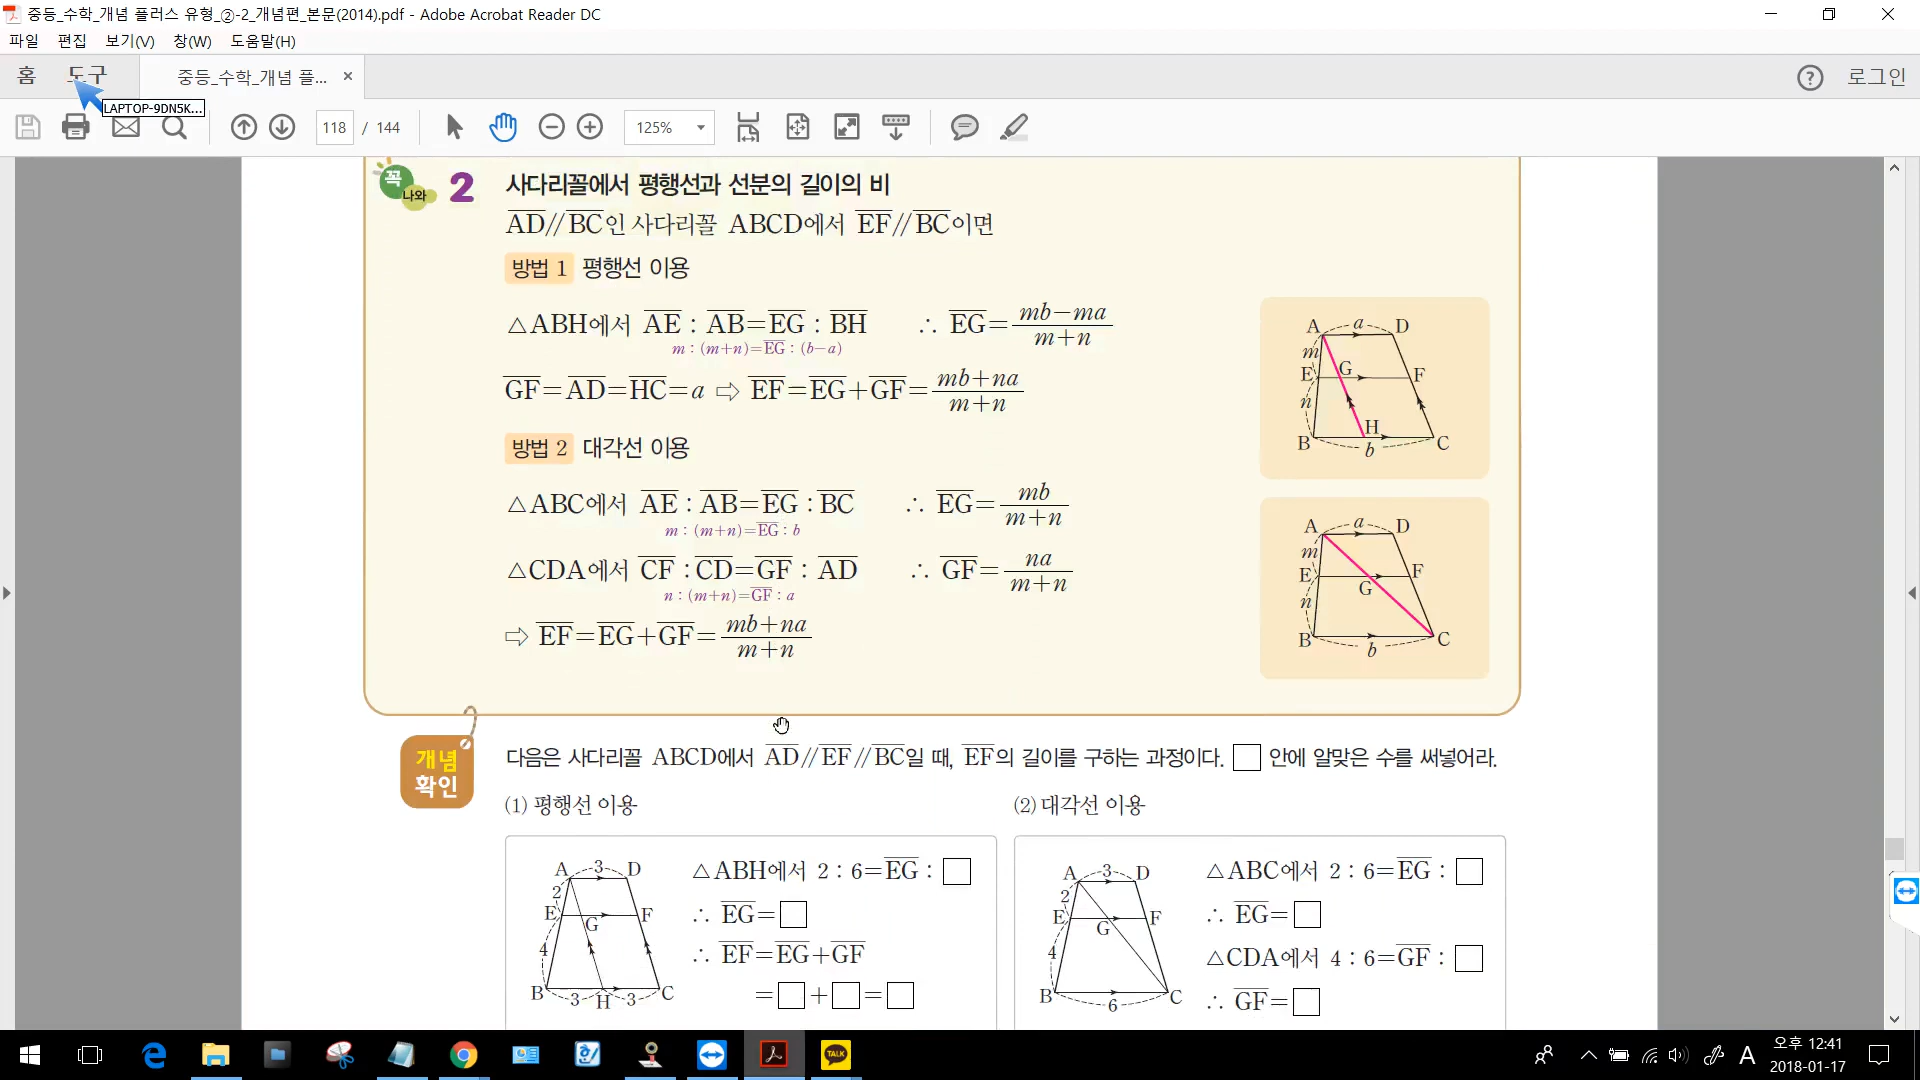 중등_수학_개념 플러스 유형_②-2_개념편_본문(2014).pdf - Adobe Acrobat Reader DC
파일 편집 보기(V) 창(W) 도움말(H)
홈 도구 중등_수학_개념 플... × 로그인
LAPTOP-9DN5K...
118 / 144 125%
꼭 나와 2 사다리꼴에서 평행선과 선분의 길이의 비
AD∥BC인 사다리꼴 ABCD에서 EF∥BC이면
방법 1 평행선 이용
△ABH에서 AE : AB=EG : BH ∴ EG=(mb-ma)/(m+n)
m : (m+n)=EG : (b-a)
GF=AD=HC=a ⇨ EF=EG+GF=(mb+na)/(m+n)
A a D
m
E G F
n
H
B b C
방법 2 대각선 이용
△ABC에서 AE : AB=EG : BC ∴ EG=mb/(m+n)
m : (m+n)=EG : b
△CDA에서 CF : CD=GF : AD ∴ GF=na/(m+n)
n : (m+n)=GF : a
⇨ EF=EG+GF=(mb+na)/(m+n)
A a D
m
E G F
n
B b C
개념 확인
다음은 사다리꼴 ABCD에서 AD∥EF∥BC일 때, EF의 길이를 구하는 과정이다. □ 안에 알맞은 수를 써넣어라.
(1) 평행선 이용
A 3 D
2
E G F
4
B 3 H 3 C
△ABH에서 2 : 6=EG : □
∴ EG=□
∴ EF=EG+GF
=□+□=□
(2) 대각선 이용
A 3 D
2
E G F
4
B 6 C
△ABC에서 2 : 6=EG : □
∴ EG=□
△CDA에서 4 : 6=GF : □
∴ GF=□
TALK
A
오후 12:41
2018-01-17